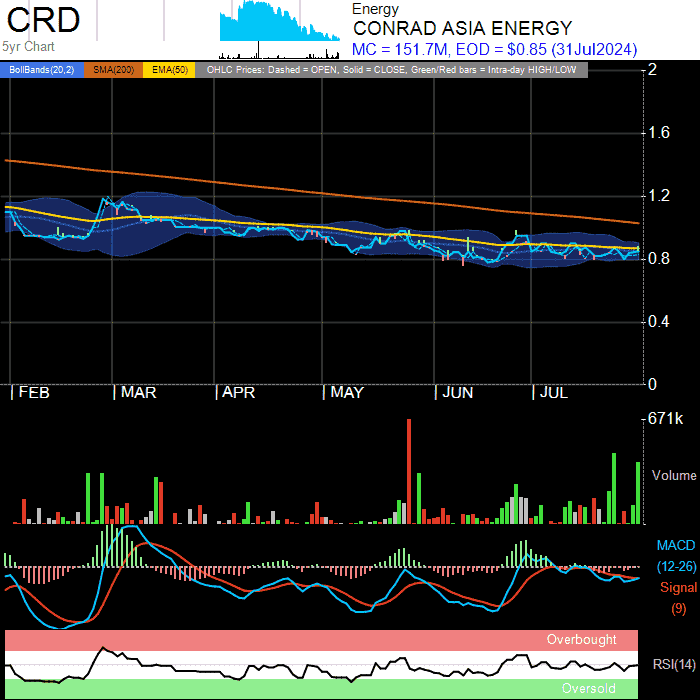 CRD
5yr Chart
Energy
CONRAD ASIA ENERGY
MC = 151.7M, EOD = $0.85 (31Jul2024)
BollBands(20,2) SMA(200) EMA(50) OHLC Prices: Dashed = OPEN, Solid = CLOSE, Green/Red bars = Intra-day HIGH/LOW
2
1.6
1.2
0.8
0.4
0
FEB MAR APR MAY JUN JUL
671k
Volume
MACD
(12-26)
Signal
(9)
Overbought
RSI(14)
Oversold